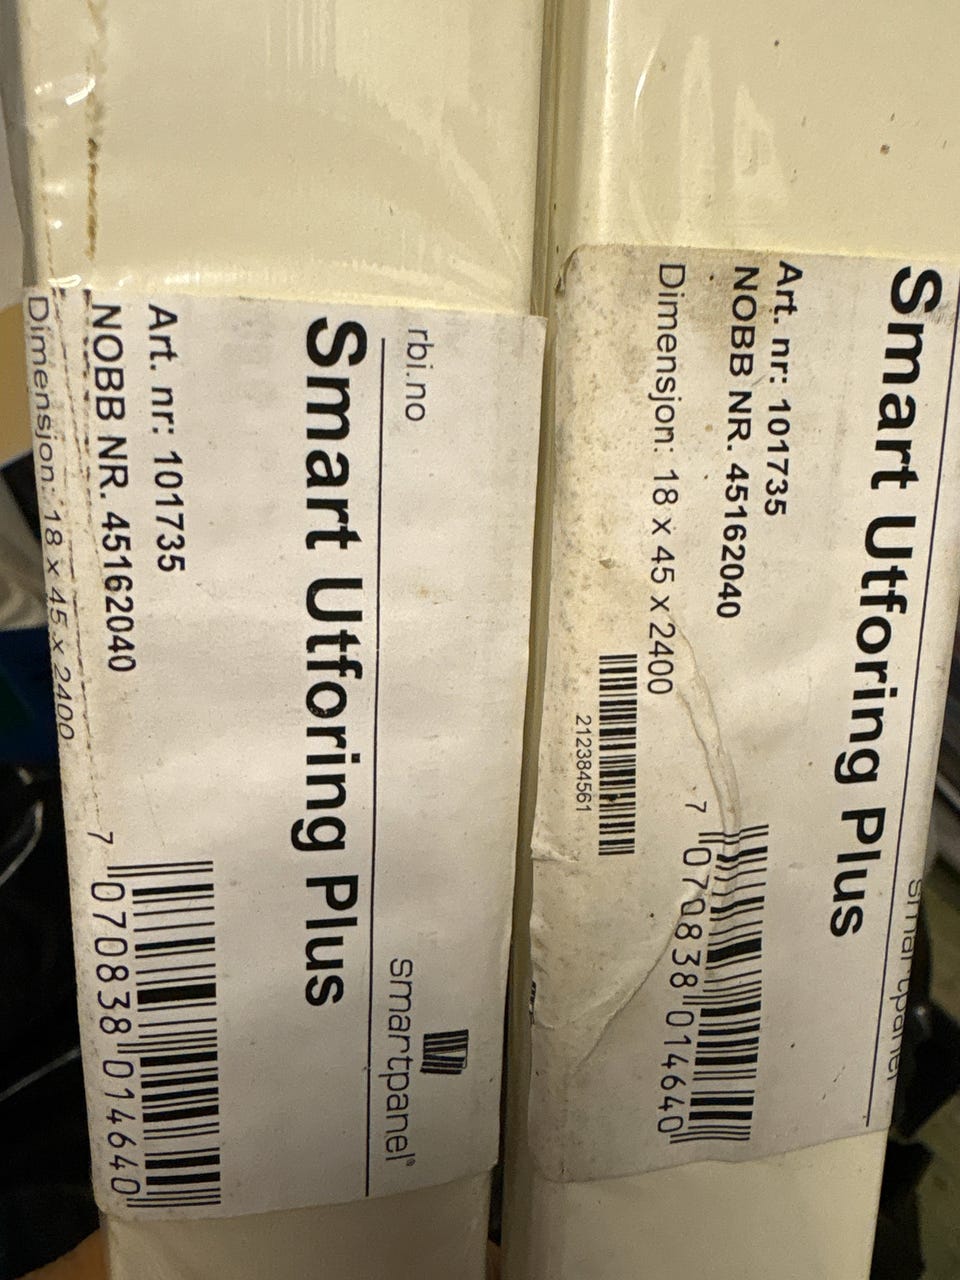 rbi.no
smartpanel®
Smart Utforing Plus
Art. nr: 101735
NOBB NR. 45162040
Dimensjon: 18 x 45 x 2400
7 070838 014640
smartpanel
Smart Utforing Plus
Art. nr: 101735
NOBB NR. 45162040
Dimensjon: 18 x 45 x 2400
7 070838 014640
212384561